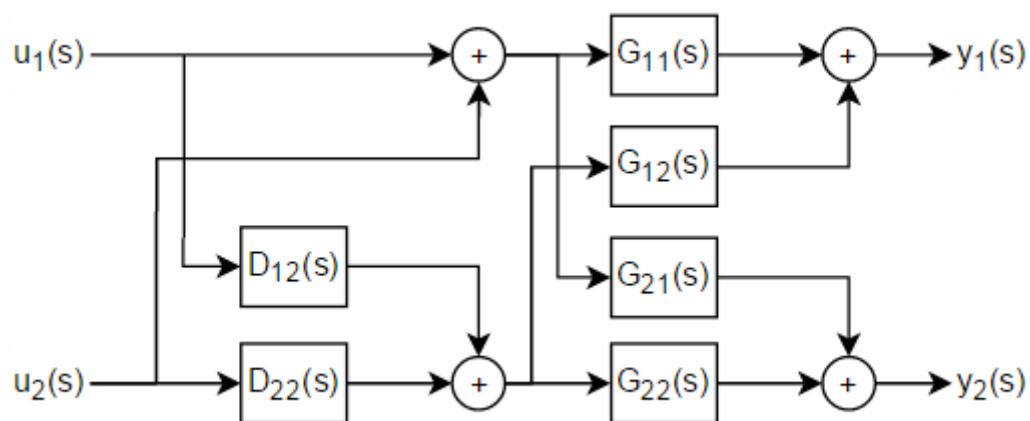 u1(s) + G11(s) + y1(s)
G12(s)
D12(s) G21(s)
u2(s) D22(s) + G22(s) + y2(s)